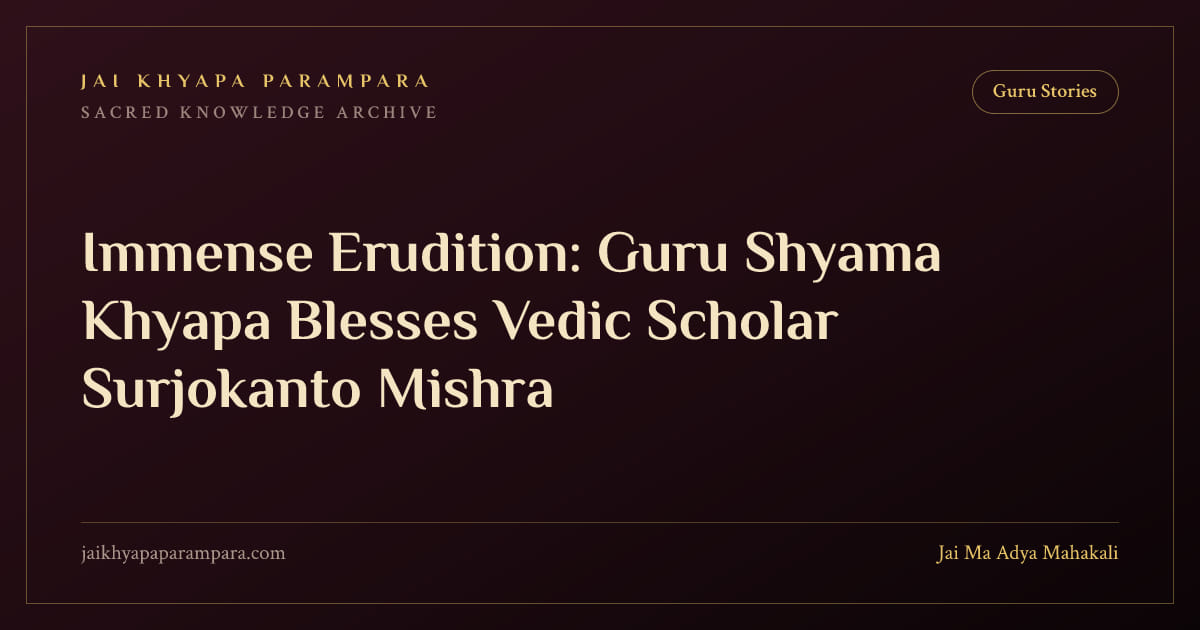 JAI KHYAPA PARAMPARA
SACRED KNOWLEDGE ARCHIVE
Guru Stories
Immense Erudition: Guru Shyama
Khyapa Blesses Vedic Scholar
Surjokanto Mishra
jaikhyapaparampara.com
Jai Ma Adya Mahakali